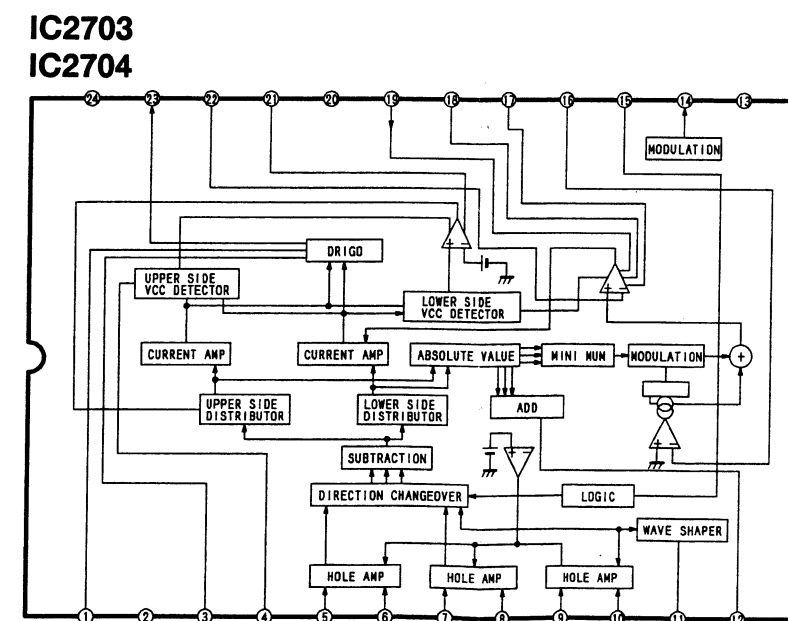 IC2703
IC2704
24 23 22 21 20 19 18 17 16 15 14 13
MODULATION
DRIGO
UPPER SIDE
VCC DETECTOR
LOWER SIDE
VCC DETECTOR
CURRENT AMP
CURRENT AMP
ABSOLUTE VALUE
MINI MUN
MODULATION
UPPER SIDE
DISTRIBUTOR
LOWER SIDE
DISTRIBUTOR
ADD
SUBTRACTION
DIRECTION CHANGEOVER
LOGIC
WAVE SHAPER
HOLE AMP
HOLE AMP
HOLE AMP
1 2 3 4 5 6 7 8 9 10 11 12